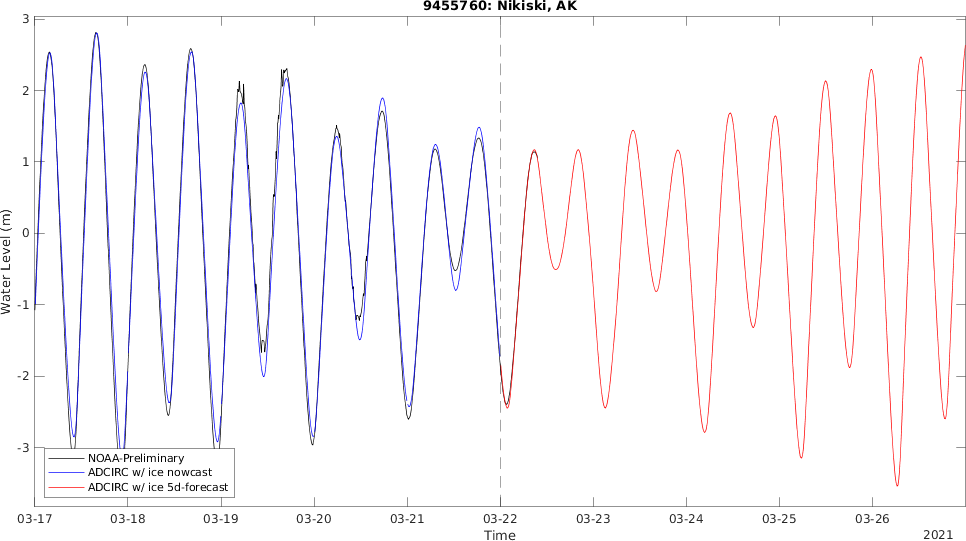 9455760: Nikiski, AK
3
2
1
0
-1
-2
-3
Water Level (m)
NOAA-Preliminary
ADCIRC w/ ice nowcast
ADCIRC w/ ice 5d-forecast
03-17 03-18 03-19 03-20 03-21 03-22 03-23 03-24 03-25 03-26
Time
2021